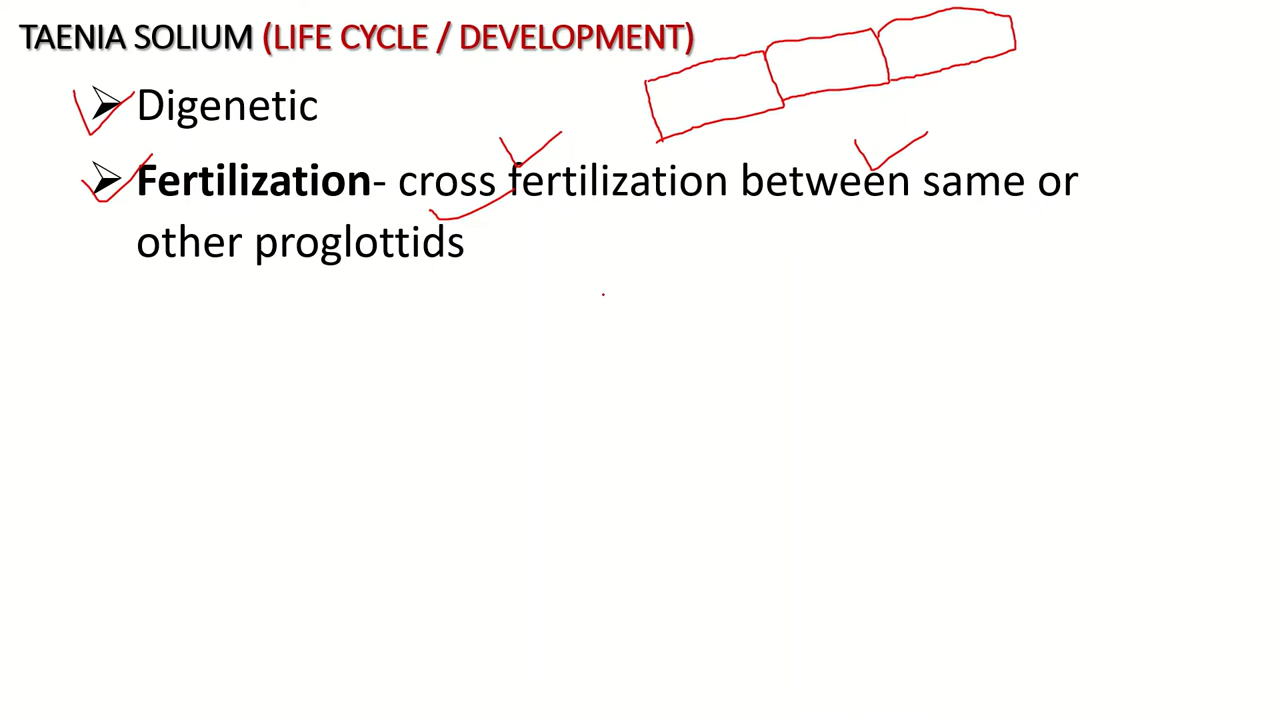 TAENIA SOLIUM (LIFE CYCLE / DEVELOPMENT)
➢ Digenetic
➢ Fertilization- cross fertilization between same or
other proglottids